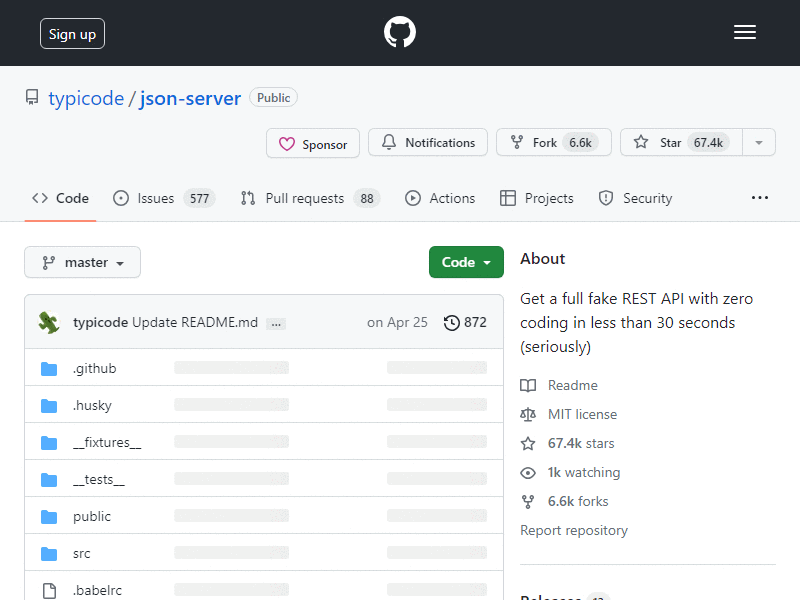 Sign up
typicode / json-server Public
Sponsor Notifications Fork 6.6k Star 67.4k
Code Issues 577 Pull requests 88 Actions Projects Security
master Code
About
Get a full fake REST API with zero
coding in less than 30 seconds
(seriously)
typicode Update README.md ... on Apr 25 872
.github
.husky
__fixtures__
__tests__
public
src
.babelrc
Readme
MIT license
67.4k stars
1k watching
6.6k forks
Report repository
Releases 13